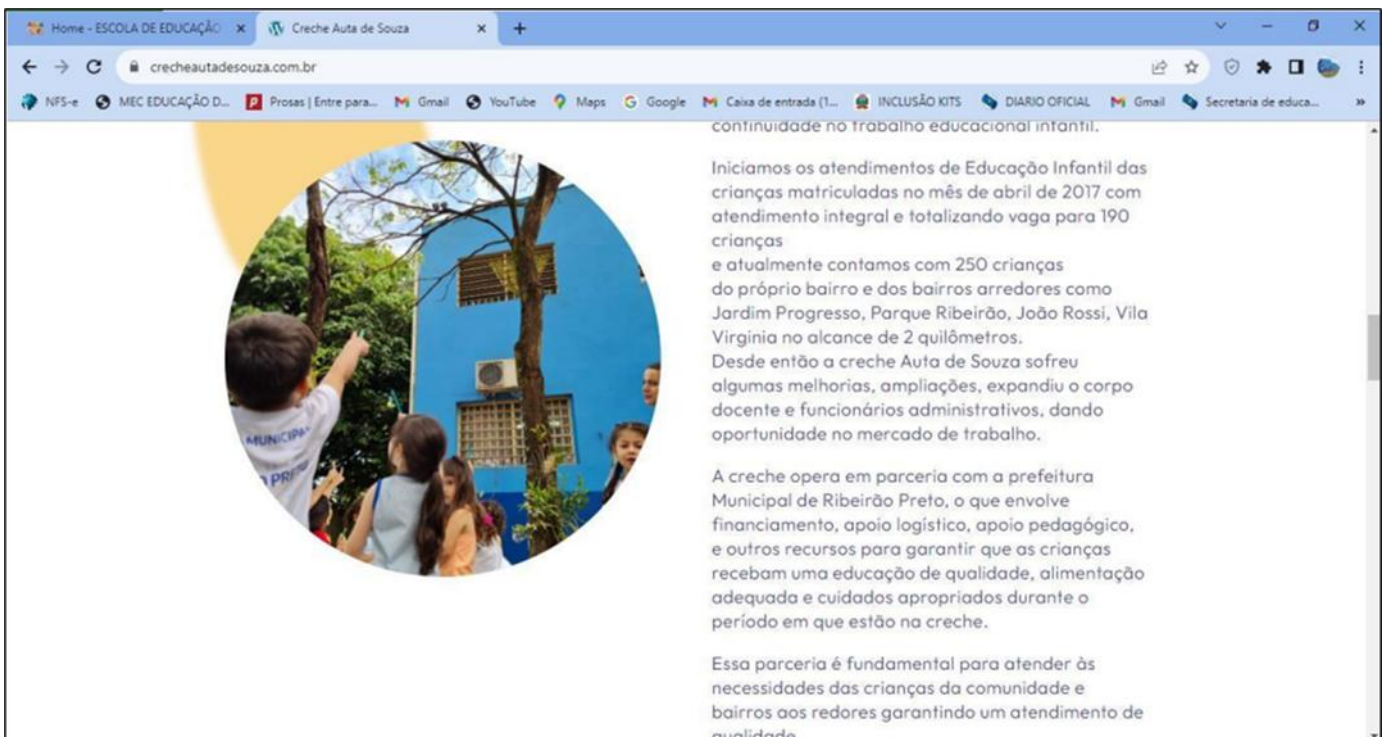 Home - ESCOLA DE EDUCAÇÃO
Creche Auta de Souza
crecheautadesouza.com.br
NFS-e
MEC EDUCAÇÃO D...
Prosas | Entre para...
Gmail
YouTube
Maps
Google
Caixa de entrada (1...
INCLUSÃO KITS
DIARIO OFICIAL
Gmail
Secretaria de educa...
continuidade no trabalho educacional infantil.
Iniciamos os atendimentos de Educação Infantil das
crianças matriculadas no mês de abril de 2017 com
atendimento integral e totalizando vaga para 190
crianças
e atualmente contamos com 250 crianças
do próprio bairro e dos bairros arredores como
Jardim Progresso, Parque Ribeirão, João Rossi, Vila
Virginia no alcance de 2 quilômetros.
Desde então a creche Auta de Souza sofreu
algumas melhorias, ampliações, expandiu o corpo
docente e funcionários administrativos, dando
oportunidade no mercado de trabalho.
A creche opera em parceria com a prefeitura
Municipal de Ribeirão Preto, o que envolve
financiamento, apoio logístico, apoio pedagógico,
e outros recursos para garantir que as crianças
recebam uma educação de qualidade, alimentação
adequada e cuidados apropriados durante o
período em que estão na creche.
Essa parceria é fundamental para atender às
necessidades das crianças da comunidade e
bairros aos redores garantindo um atendimento de
qualidade
MUNICIPA
O PRE